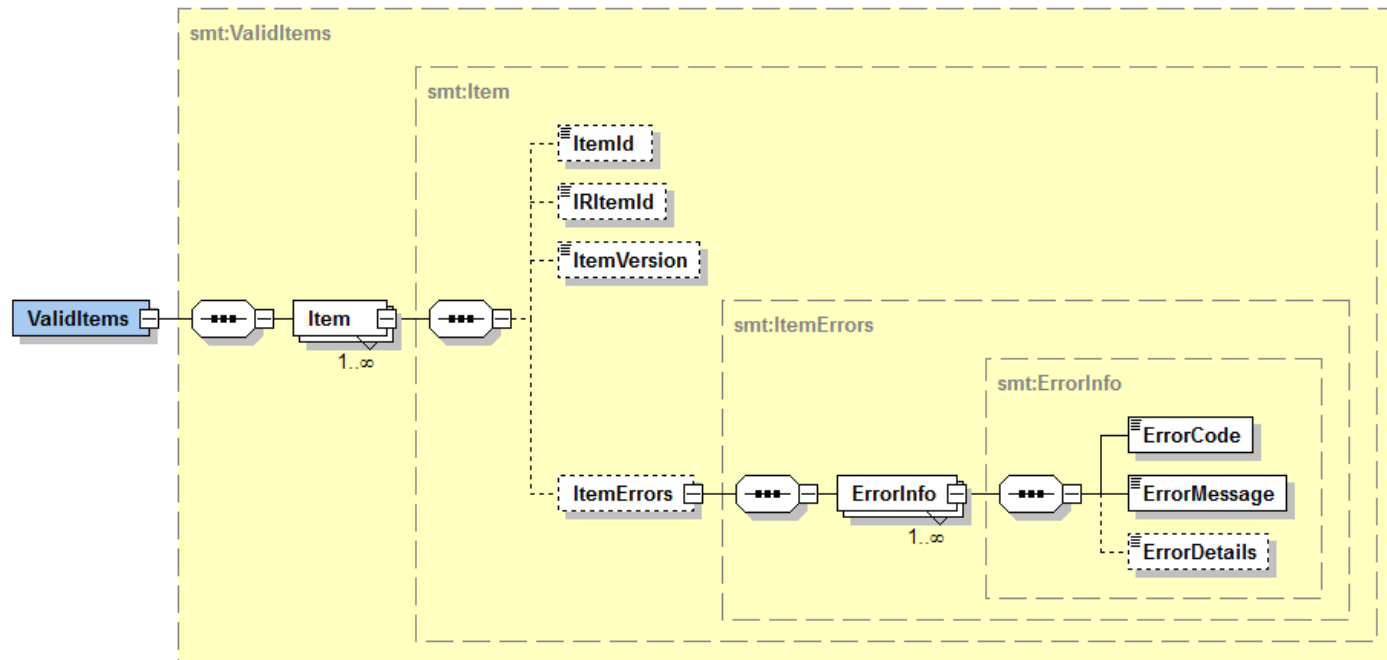 smt:ValidItems
smt:Item
ItemId
IRItemId
ItemVersion
ValidItems
Item
1..∞
smt:ItemErrors
smt:ErrorInfo
ErrorCode
ItemErrors
ErrorInfo
1..∞
ErrorMessage
ErrorDetails